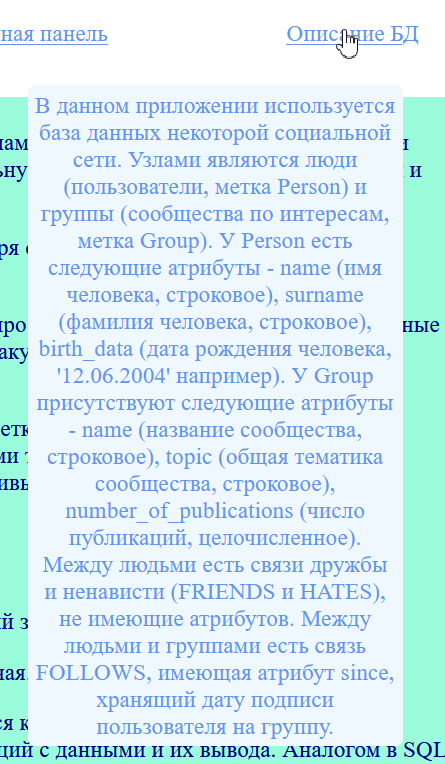 ная панель
Описание БД
В данном приложении используется
база данных некоторой социальной
сети. Узлами являются люди
(пользователи, метка Person) и
группы (сообщества по интересам,
метка Group). У Person есть
следующие атрибуты - name (имя
человека, строковое), surname
(фамилия человека, строковое),
birth_data (дата рождения человека,
'12.06.2004' например). У Group
присутствуют следующие атрибуты
- name (название сообщества,
строковое), topic (общая тематика
сообщества, строковое),
number_of_publications (число
публикаций, целочисленное).
Между людьми есть связи дружбы
и ненависти (FRIENDS и HATES),
не имеющие атрибутов. Между
людьми и группами есть связь
FOLLOWS, имеющая атрибут since,
хранящий дату подписи
пользователя на группу.
ций с данными и их вывода. Аналогом в SQL